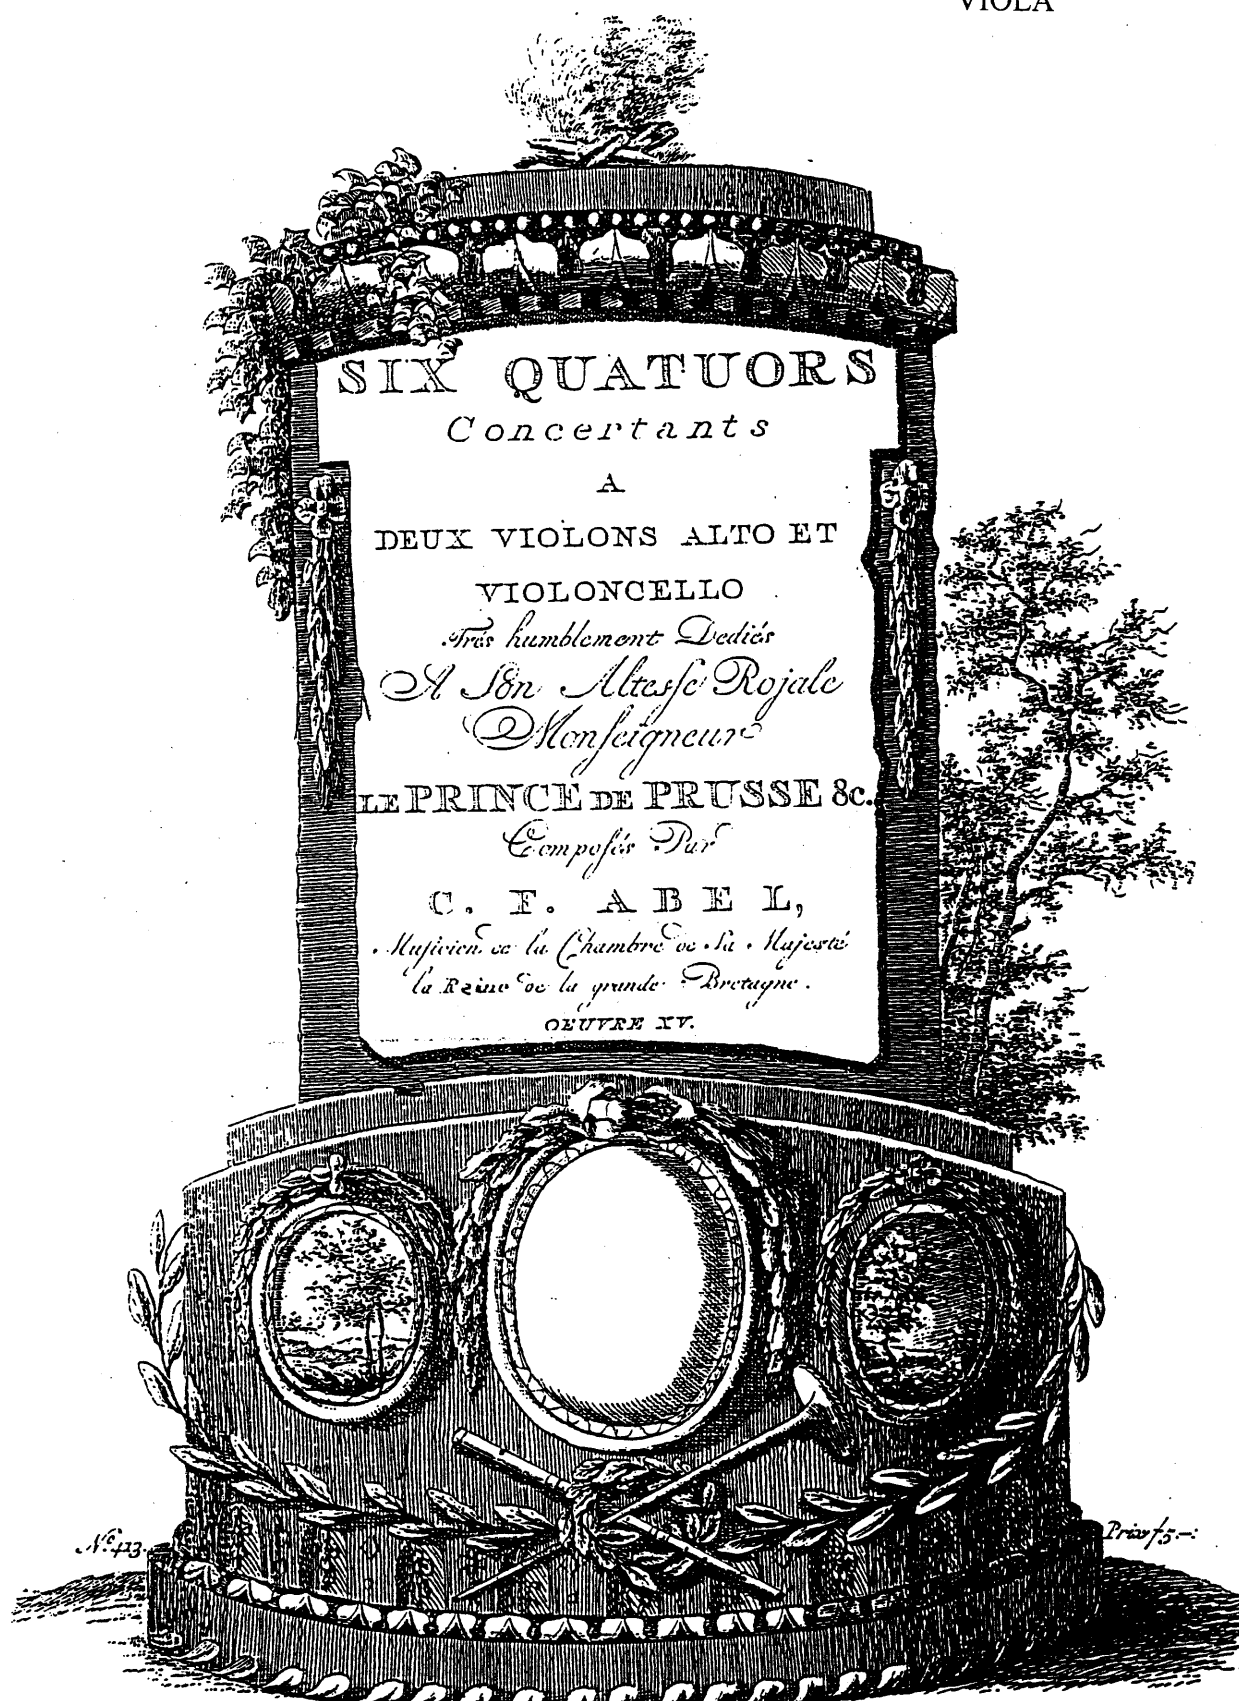 VIOLA
SIX QUATUORS
Concertants
A
DEUX VIOLONS ALTO ET
VIOLONCELLO
Trés humblement Dediés
A Son Altesse Rojale
Monseigneur
LE PRINCE DE PRUSSE &c.
Composés Par
C. F. ABEL,
Musicien de la Chambre de Sa Majesté
la Reine de la grande Bretagne.
OEUVRE XV.
No. 413.
Prix f 5-: